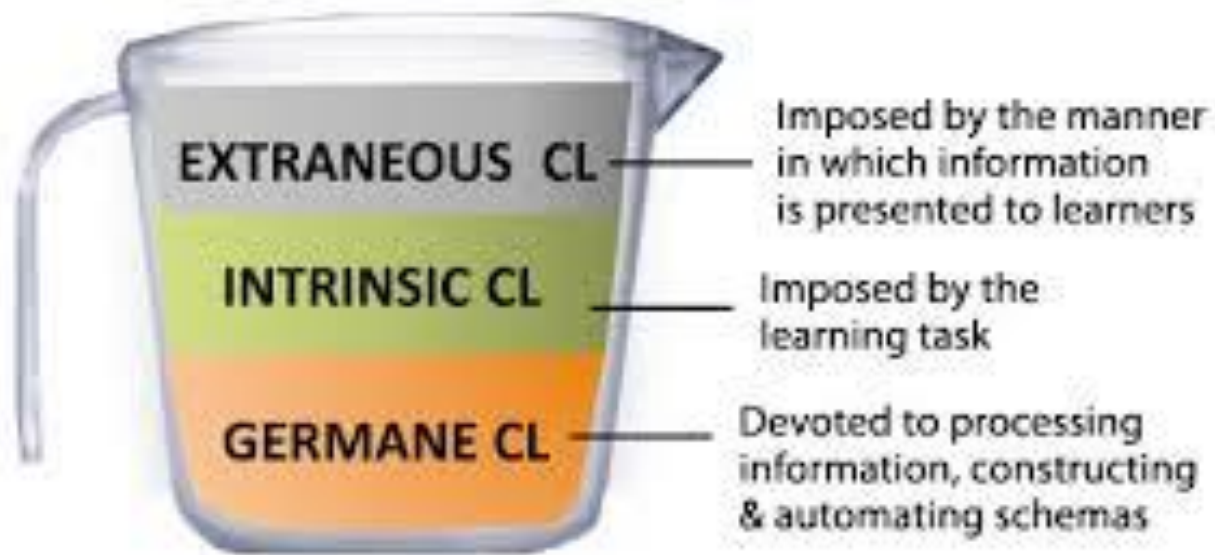 EXTRANEOUS CL
Imposed by the manner
in which information
is presented to learners
INTRINSIC CL
Imposed by the
learning task
GERMANE CL
Devoted to processing
information, constructing
& automating schemas